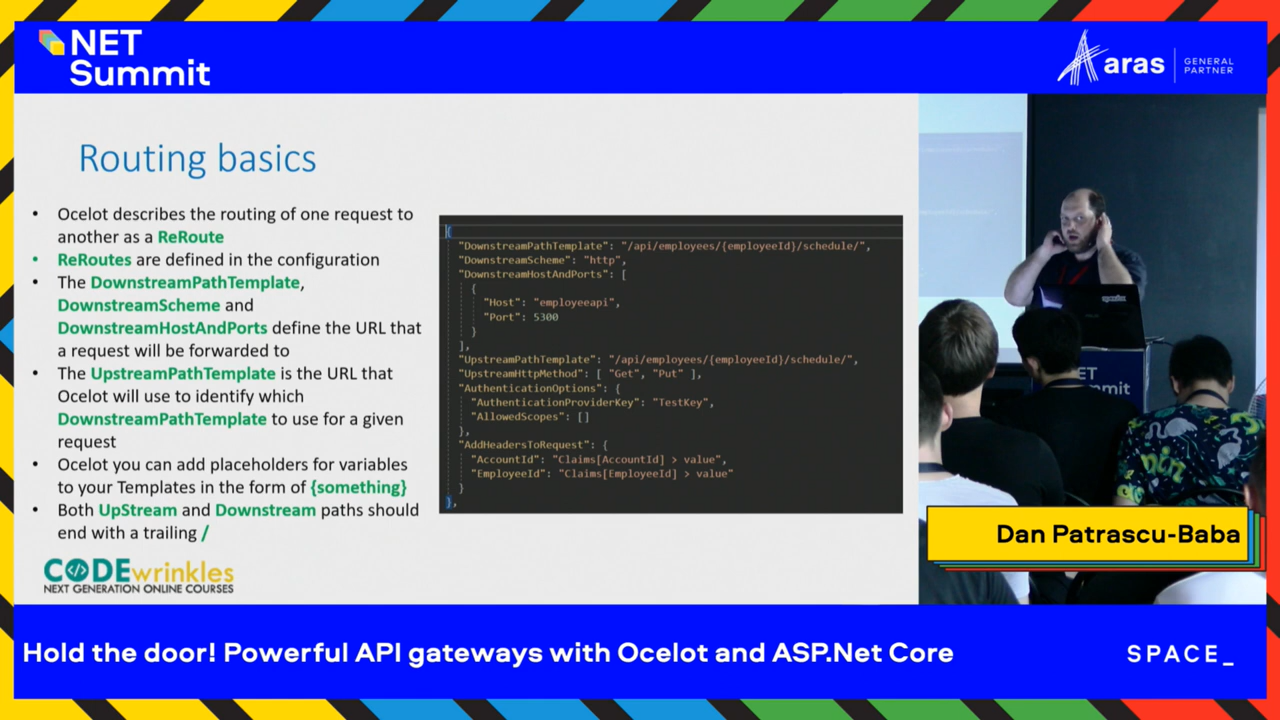 NET
Summit
aras
GENERAL
PARTNER
Routing basics
• Ocelot describes the routing of one request to
another as a ReRoute
• ReRoutes are defined in the configuration
• The DownstreamPathTemplate,
DownstreamScheme and
DownstreamHostAndPorts define the URL that
a request will be forwarded to
• The UpstreamPathTemplate is the URL that
Ocelot will use to identify which
DownstreamPathTemplate to use for a given
request
• Ocelot you can add placeholders for variables
to your Templates in the form of {something}
• Both UpStream and Downstream paths should
end with a trailing /
{
"DownstreamPathTemplate": "/api/employees/{employeeId}/schedule/",
"DownstreamScheme": "http",
"DownstreamHostAndPorts": [
{
"Host": "employeeapi",
"Port": 5300
}
],
"UpstreamPathTemplate": "/api/employees/{employeeId}/schedule/",
"UpstreamHttpMethod": [ "Get", "Put" ],
"AuthenticationOptions": {
"AuthenticationProviderKey": "TestKey",
"AllowedScopes": []
},
"AddHeadersToRequest": {
"AccountId": "Claims[AccountId] > value",
"EmployeeId": "Claims[EmployeeId] > value"
}
},
CODEwrinkles
NEXT GENERATION ONLINE COURSES
Dan Patrascu-Baba
Hold the door! Powerful API gateways with Ocelot and ASP.Net Core
SPACE_